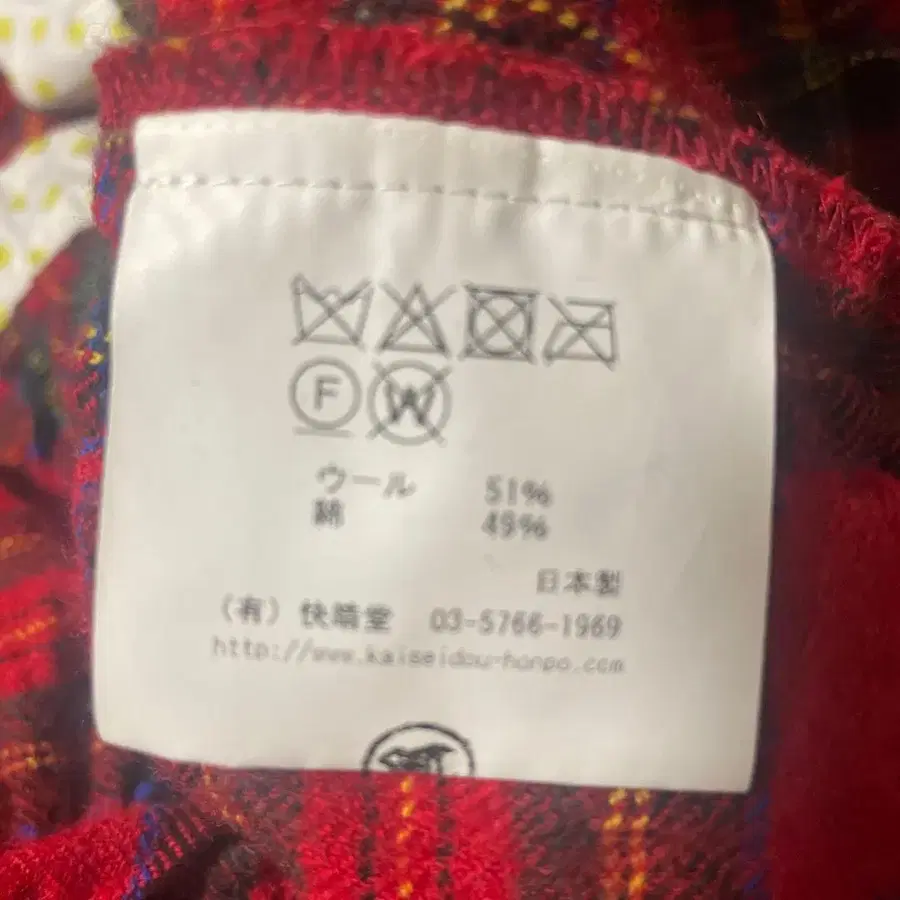 F W
ウール 51%
綿 49%
日本製
(有) 快晴堂 03-5766-1969
http://www.kaiseidou-honpo.com